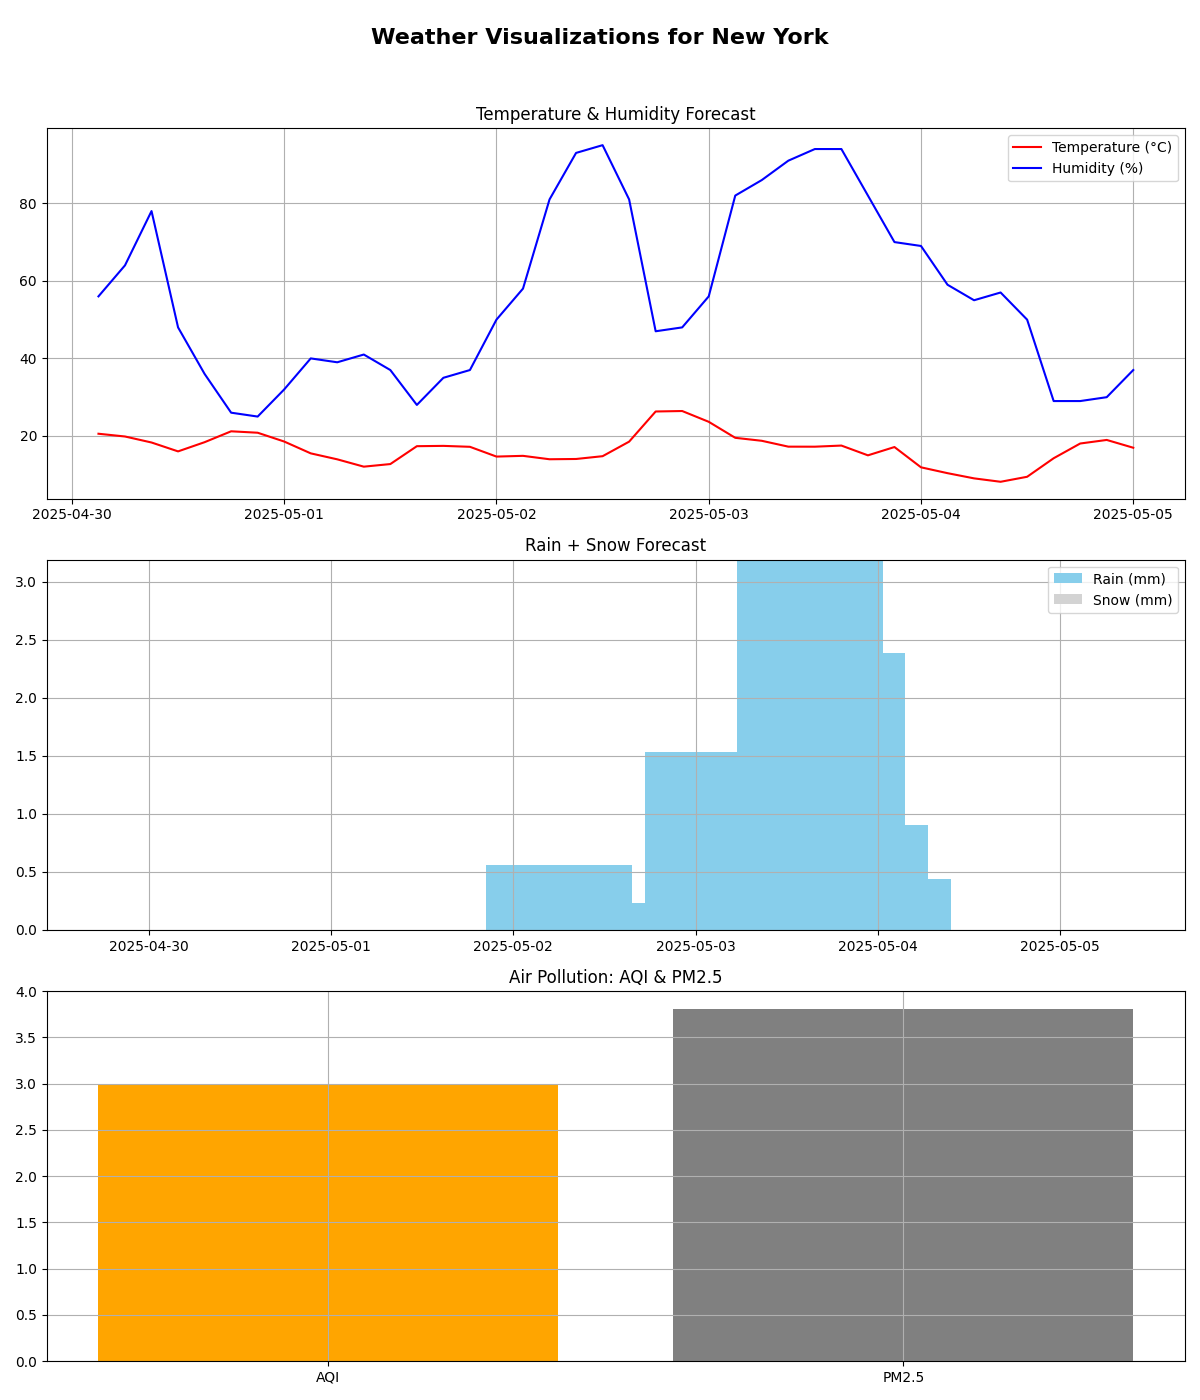 Weather Visualizations for New York
Temperature & Humidity Forecast
Temperature (°C)
Humidity (%)
80
60
40
20
2025-04-30 2025-05-01 2025-05-02 2025-05-03 2025-05-04 2025-05-05
Rain + Snow Forecast
Rain (mm)
Snow (mm)
3.0
2.5
2.0
1.5
1.0
0.5
0.0
2025-04-30 2025-05-01 2025-05-02 2025-05-03 2025-05-04 2025-05-05
Air Pollution: AQI & PM2.5
4.0
3.5
3.0
2.5
2.0
1.5
1.0
0.5
0.0
AQI PM2.5